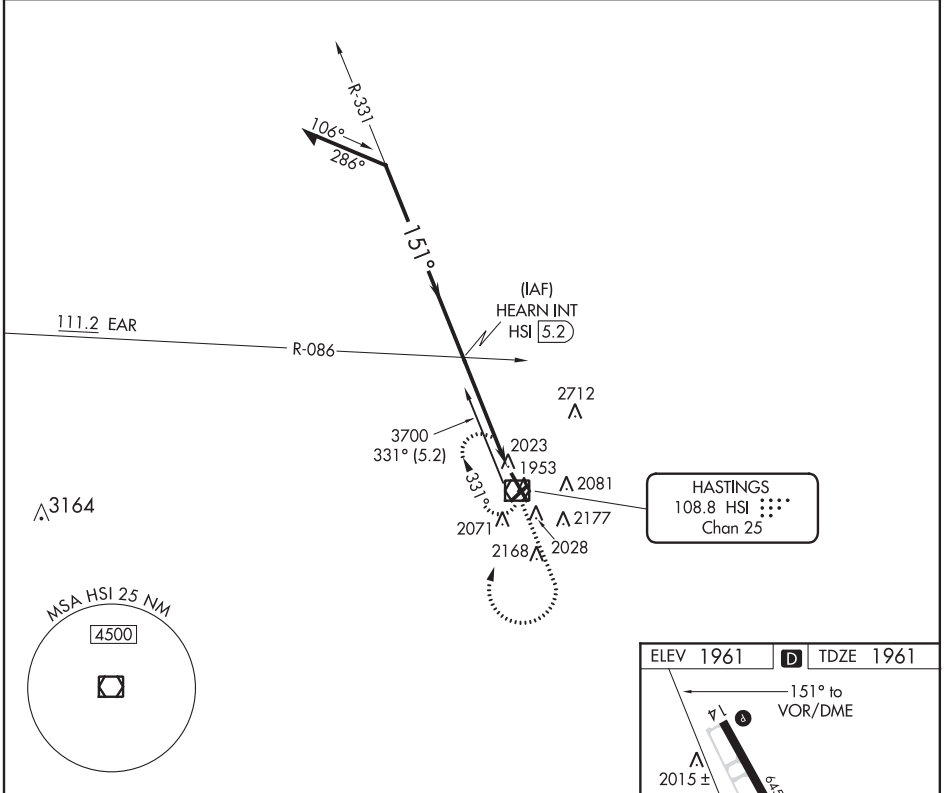 R-331
106°
286°
151°
(IAF)
HEARN INT
HSI 5.2
111.2 EAR
R-086
2712
3700
331° (5.2)
2023
1953
331°
2081
3164
2071
2177
2168
2028
HASTINGS
108.8 HSI
Chan 25
MSA HSI 25 NM
4500
ELEV 1961 D TDZE 1961
151° to
VOR/DME
14
P
2015 ±